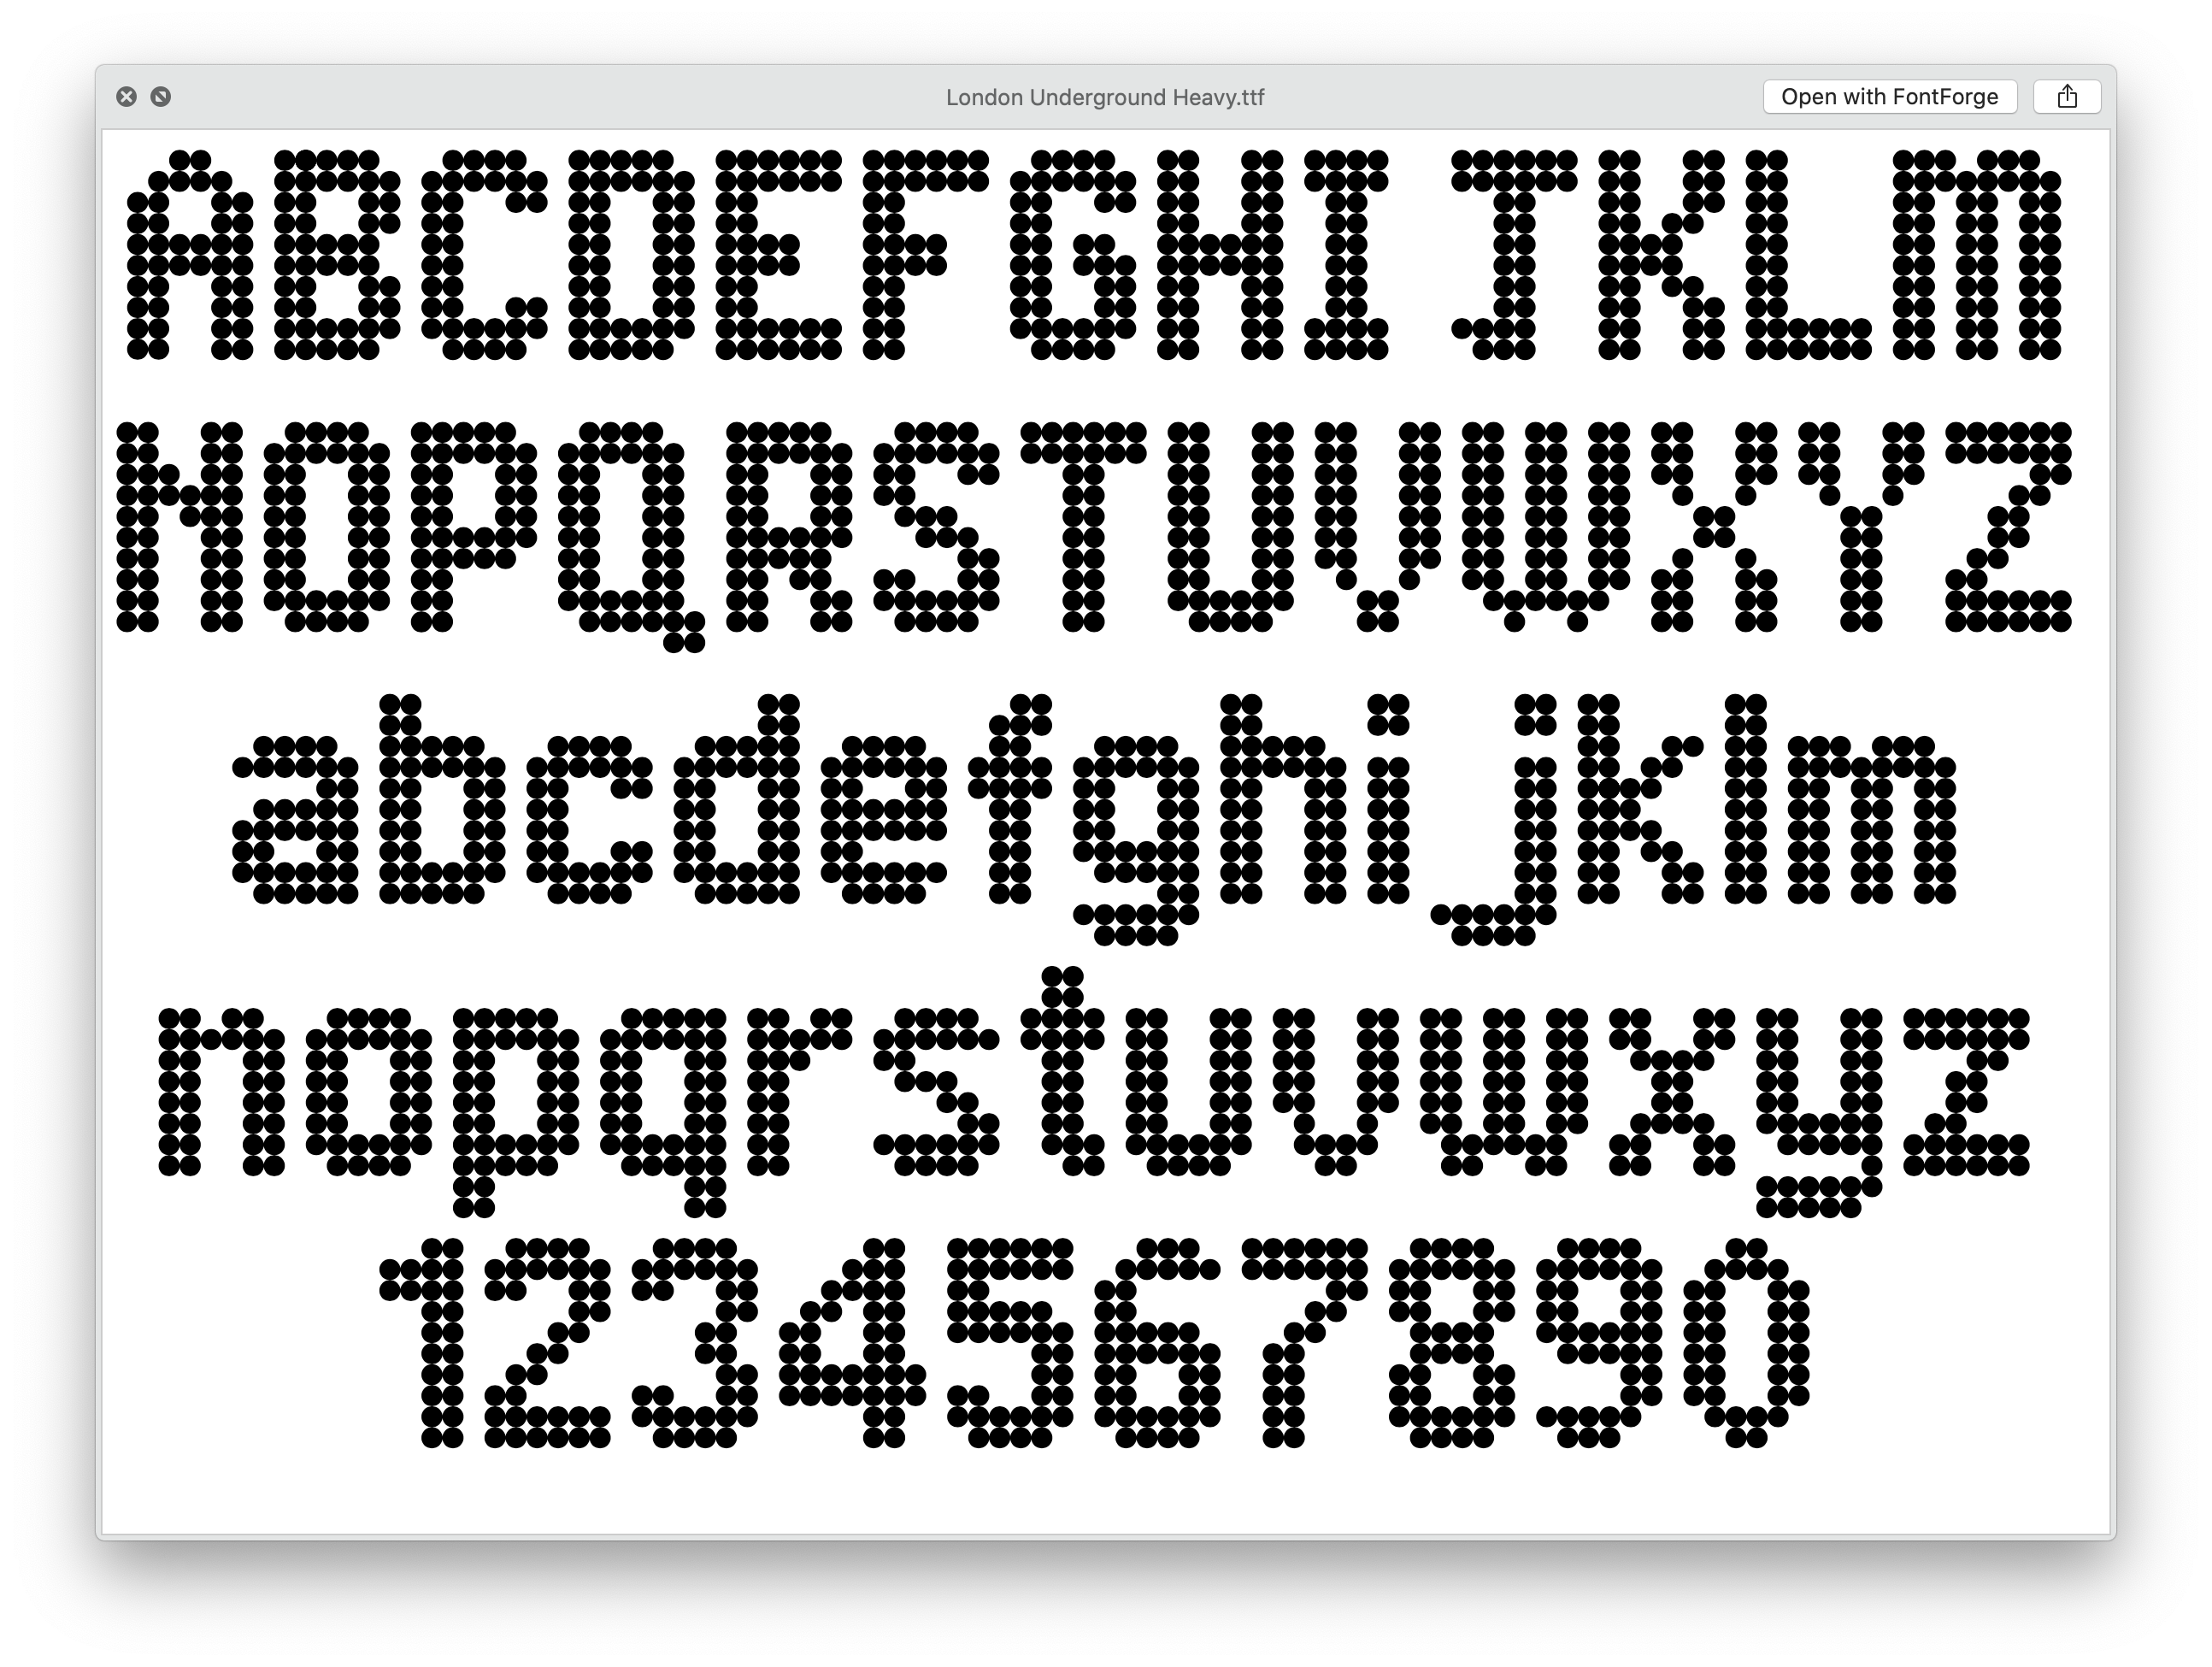 London Underground Heavy.ttf
Open with FontForge
ABCDEFGHIJKLM
NOPQRSTUVWXYZ
abcdefghijklm
nopqrstuvwxyz
1234567890